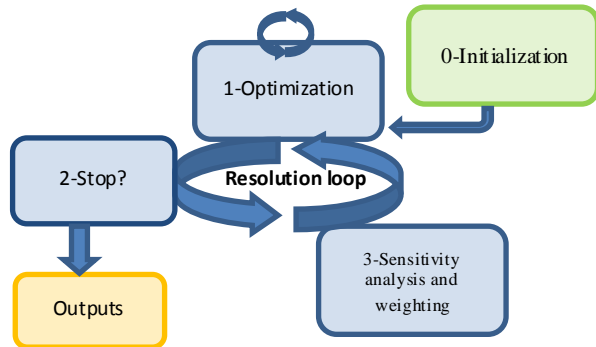 0-Initialization
1-Optimization
2-Stop?
Resolution loop
3-Sensitivity
analysis and
weighting
Outputs